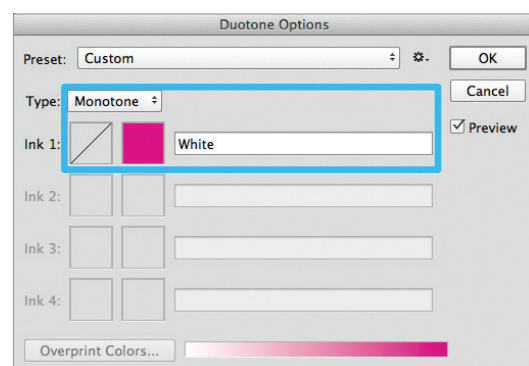 Duotone Options
Preset: Custom OK
Type: Monotone Cancel
Preview
Ink 1: White
Ink 2:
Ink 3:
Ink 4:
Overprint Colors...